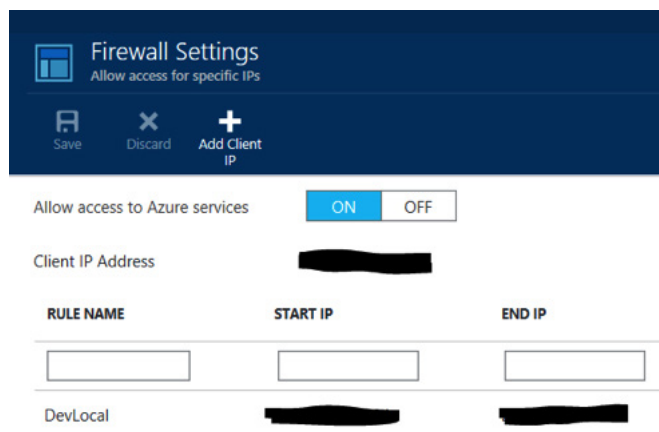 Firewall Settings
Allow access for specific IPs
Save Discard Add Client IP
Allow access to Azure services ON OFF
Client IP Address
RULE NAME START IP END IP
DevLocal